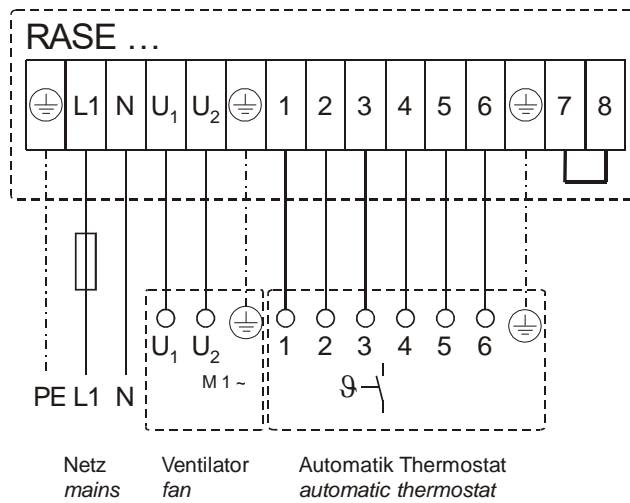 RASE ...
L1 N U1 U2 1 2 3 4 5 6 7 8
U1 U2 1 2 3 4 5 6
M 1 ~ ϑ
PE L1 N
Netz Ventilator Automatik Thermostat
mains fan automatic thermostat